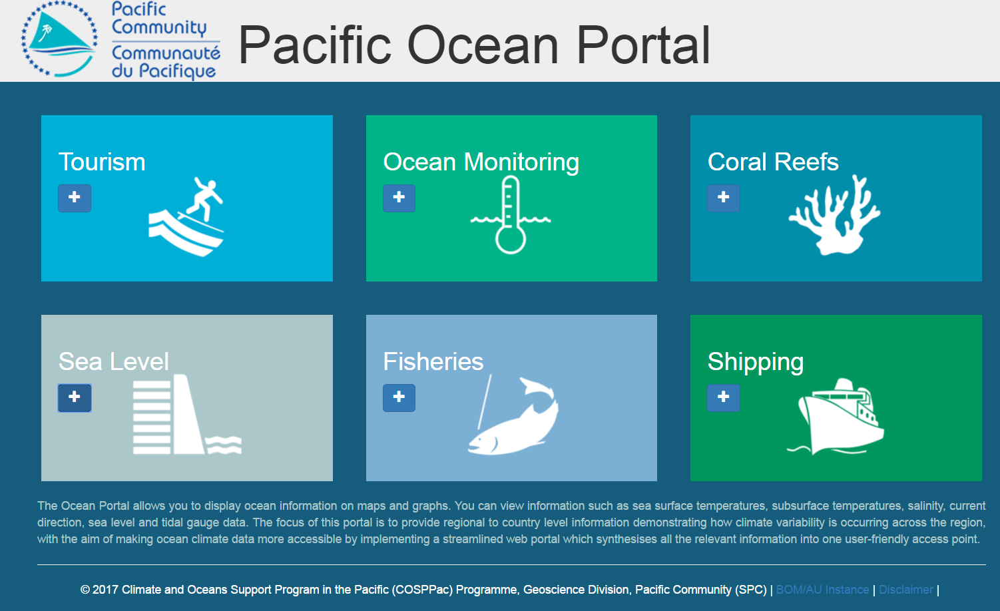 Pacific
Community
Communauté
du Pacifique
Pacific Ocean Portal
Tourism
Ocean Monitoring
Coral Reefs
Sea Level
Fisheries
Shipping
The Ocean Portal allows you to display ocean information on maps and graphs. You can view information such as sea surface temperatures, subsurface temperatures, salinity, current
direction, sea level and tidal gauge data. The focus of this portal is to provide regional to country level information demonstrating how climate variability is occurring across the region,
with the aim of making ocean climate data more accessible by implementing a streamlined web portal which synthesises all the relevant information into one user-friendly access point.
© 2017 Climate and Oceans Support Program in the Pacific (COSPPac) Programme, Geoscience Division, Pacific Community (SPC) | BOM/AU Instance | Disclaimer |